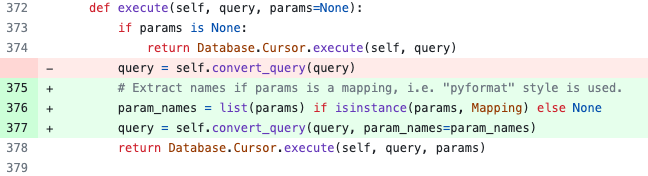 372 def execute(self, query, params=None):
373 if params is None:
374 return Database.Cursor.execute(self, query)
- query = self.convert_query(query)
375 + # Extract names if params is a mapping, i.e. "pyformat" style is used.
376 + param_names = list(params) if isinstance(params, Mapping) else None
377 + query = self.convert_query(query, param_names=param_names)
378 return Database.Cursor.execute(self, query, params)
379